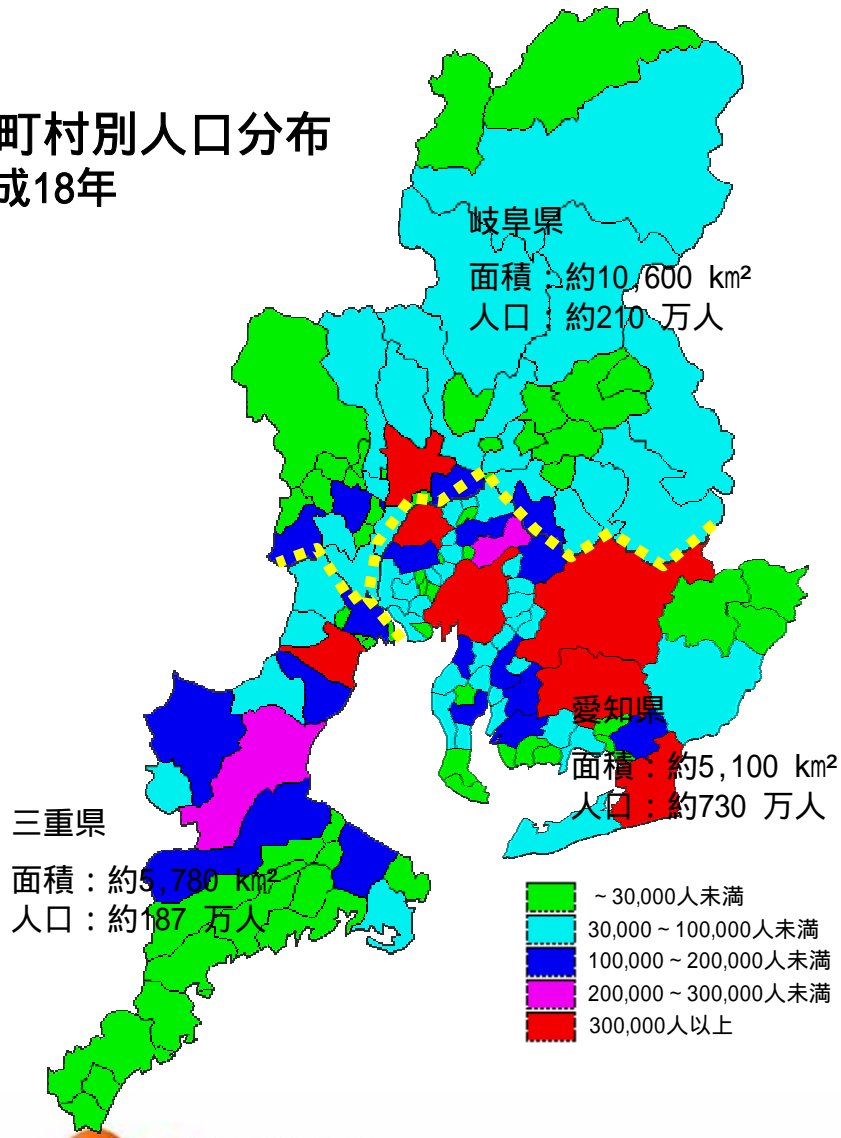 町村別人口分布
成18年
岐阜県
面積：約10,600 km²
人口：約210 万人
愛知県
面積：約5,100 km²
人口：約730 万人
三重県
面積：約5,780 km²
人口：約187 万人
~30,000人未満
30,000~100,000人未満
100,000~200,000人未満
200,000~300,000人未満
300,000人以上